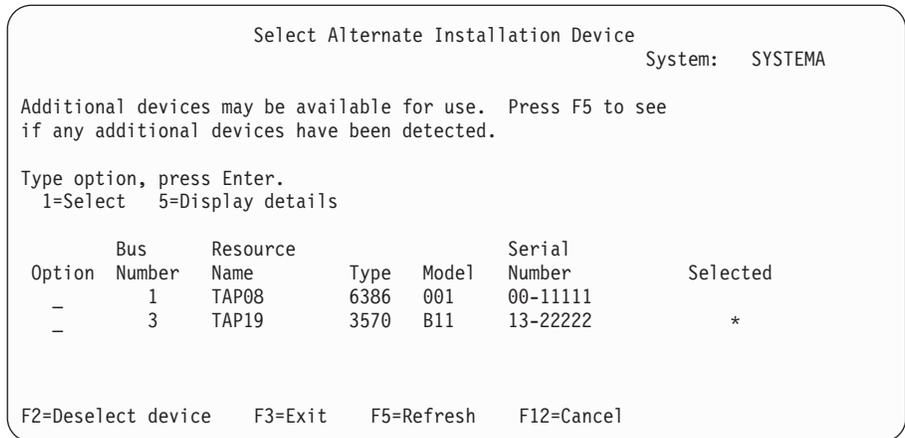 Select Alternate Installation Device
System: SYSTEMA
Additional devices may be available for use. Press F5 to see
if any additional devices have been detected.
Type option, press Enter.
1=Select 5=Display details
Bus Resource Serial
Option Number Name Type Model Number Selected
_ 1 TAP08 6386 001 00-11111
_ 3 TAP19 3570 B11 13-22222 *
F2=Deselect device F3=Exit F5=Refresh F12=Cancel